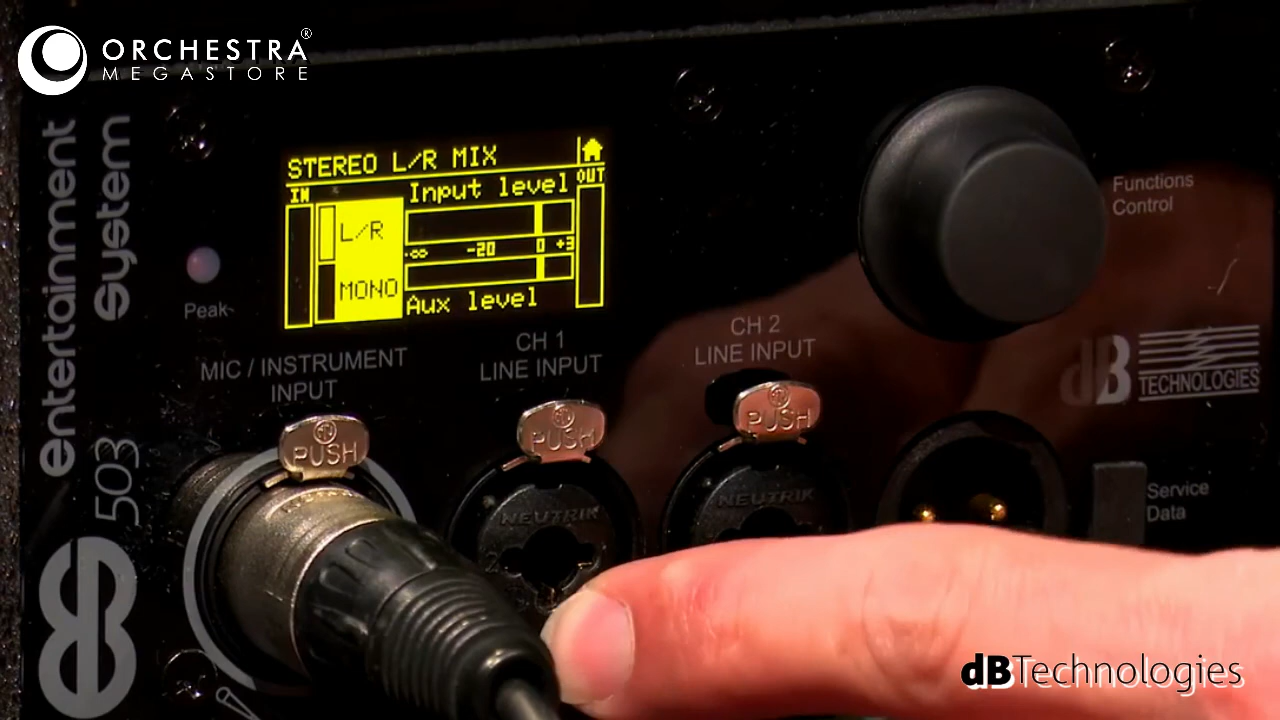 ORCHESTRA®
MEGASTORE
entertainment
System
ES 503
STEREO L/R MIX
IN
Input level
OUT
L/R
-∞ -20 0 +3
MONO
Aux level
Peak
MIC / INSTRUMENT
INPUT
CH 1
LINE INPUT
CH 2
LINE INPUT
Functions
Control
dB
TECHNOLOGIES
PUSH
PUSH
PUSH
NEUTRIK
NEUTRIK
Service
Data
dBTechnologies